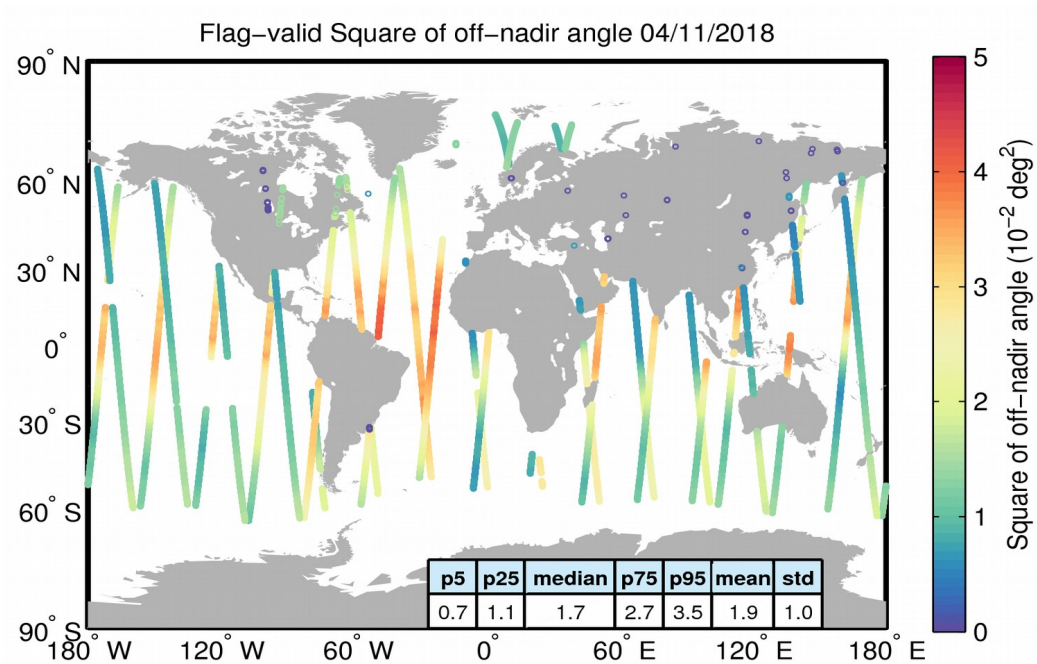 Flag−valid Square of off−nadir angle 04/11/2018
90° N
60° N
30° N
0°
30° S
60° S
90° S
180° W
120° W
60° W
0°
60° E
120° E
180° E
p5 p25 median p75 p95 mean std
0.7 1.1 1.7 2.7 3.5 1.9 1.0
5
4
3
2
1
0
Square of off−nadir angle (10⁻² deg²)